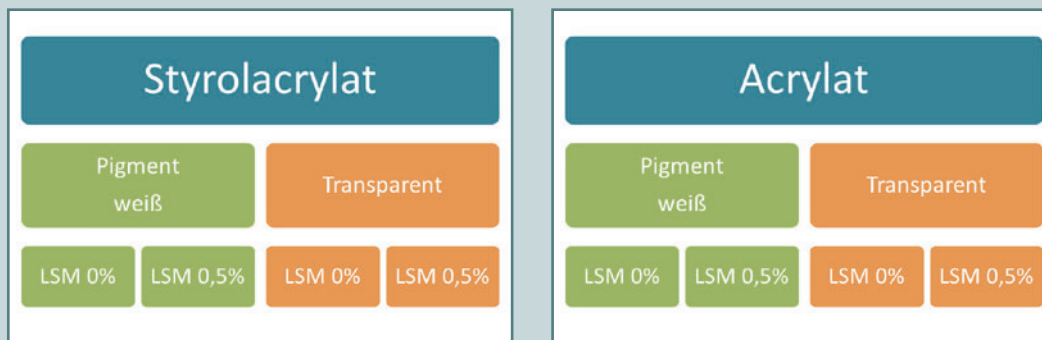 Styrolacrylat
Pigment
weiß
Transparent
LSM 0%
LSM 0,5%
LSM 0%
LSM 0,5%
Acrylat
Pigment
weiß
Transparent
LSM 0%
LSM 0,5%
LSM 0%
LSM 0,5%